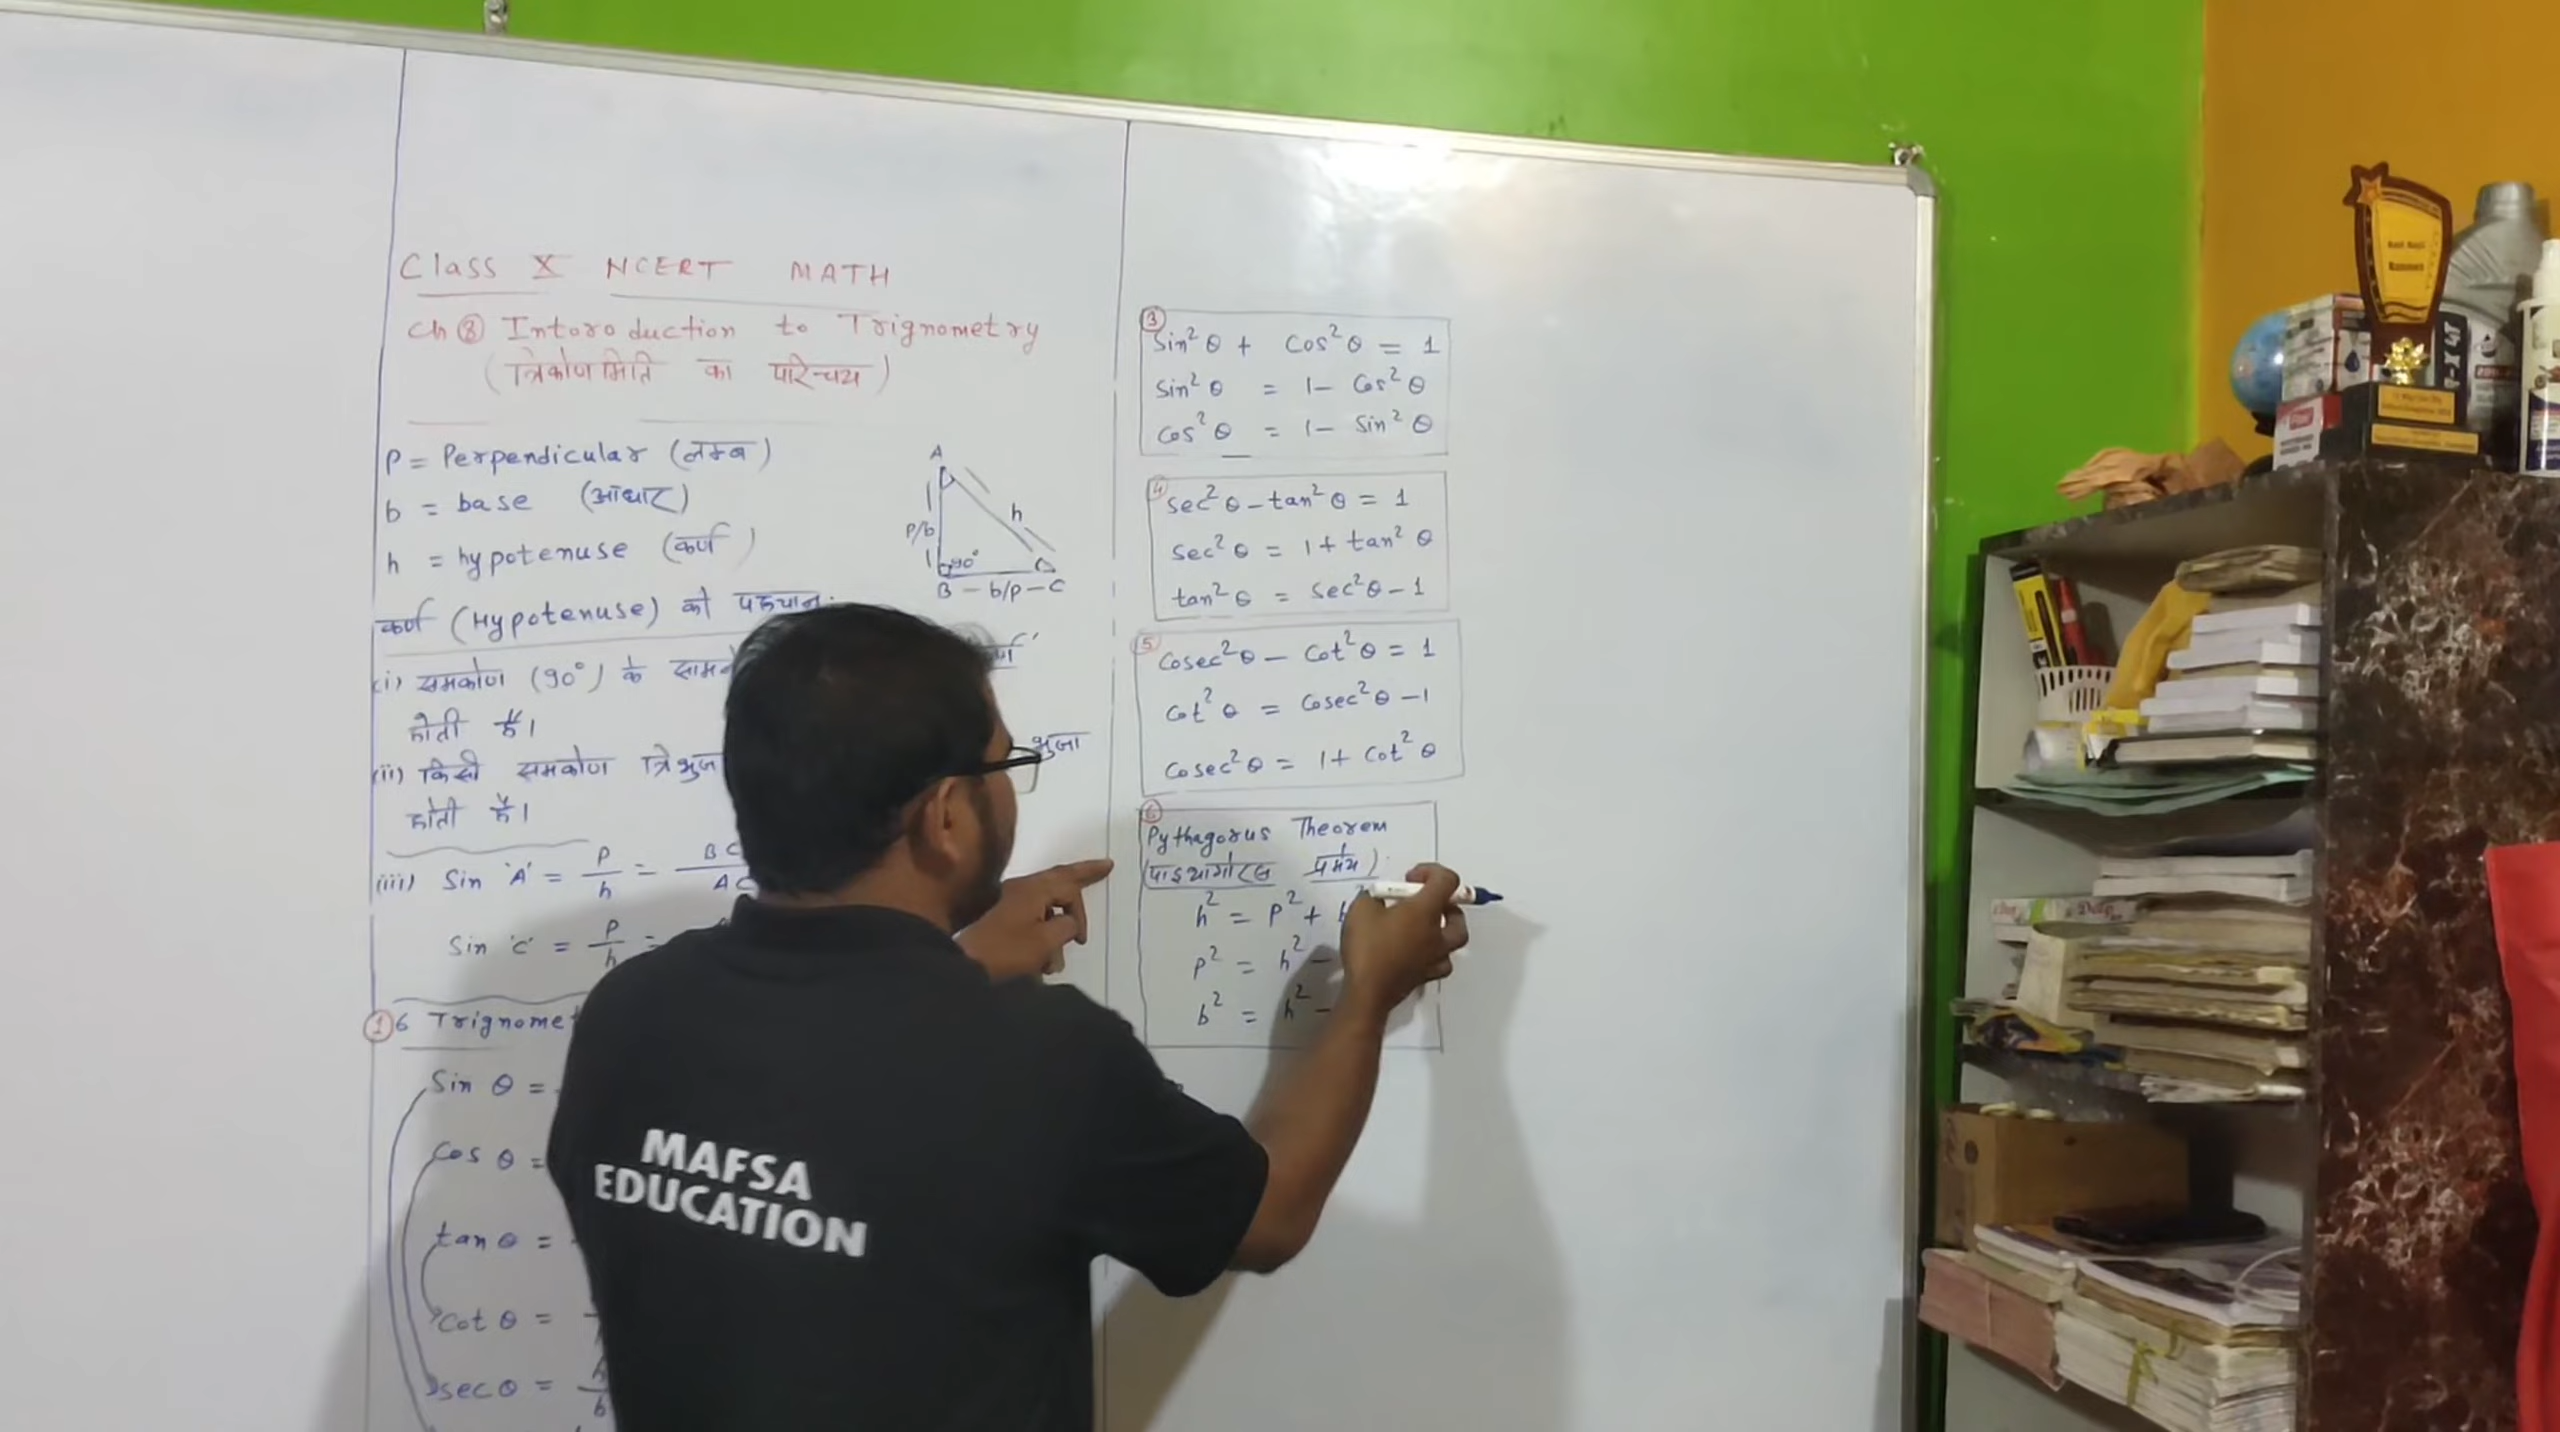 Class X NCERT MATH
Ch 8 Intoroduction to Trignometry
(त्रिकोणमिति का परिचय)
P = Perpendicular (लम्ब)
b = base (आधार)
h = hypotenuse (कर्ण)
A
h
P/b
90°
B - b/p - C
कर्ण (Hypotenuse) की पहचान:
(i) समकोण (90°) के सामने
होती है।
(ii) किसी समकोण त्रिभुज
भुजा
होती है।
(iii) Sin 'A' = P/h = BC/AC
Sin 'C' = P/h =
1 6
Sin θ =
Cos θ =
tan θ =
Cot θ =
sec θ = h/b
3
Sin² θ + Cos² θ = 1
Sin² θ = 1 - Cos² θ
Cos² θ = 1 - Sin² θ
4
sec² θ - tan² θ = 1
sec² θ = 1 + tan² θ
tan² θ = sec² θ - 1
5
Cosec² θ - Cot² θ = 1
Cot² θ = Cosec² θ - 1
Cosec² θ = 1 + Cot² θ
6
Pythagorus Theorem
(पाइथागोरस प्रमेय)
h² = P² +
P² = h² -
b² = h² -
MAFSA
EDUCATION